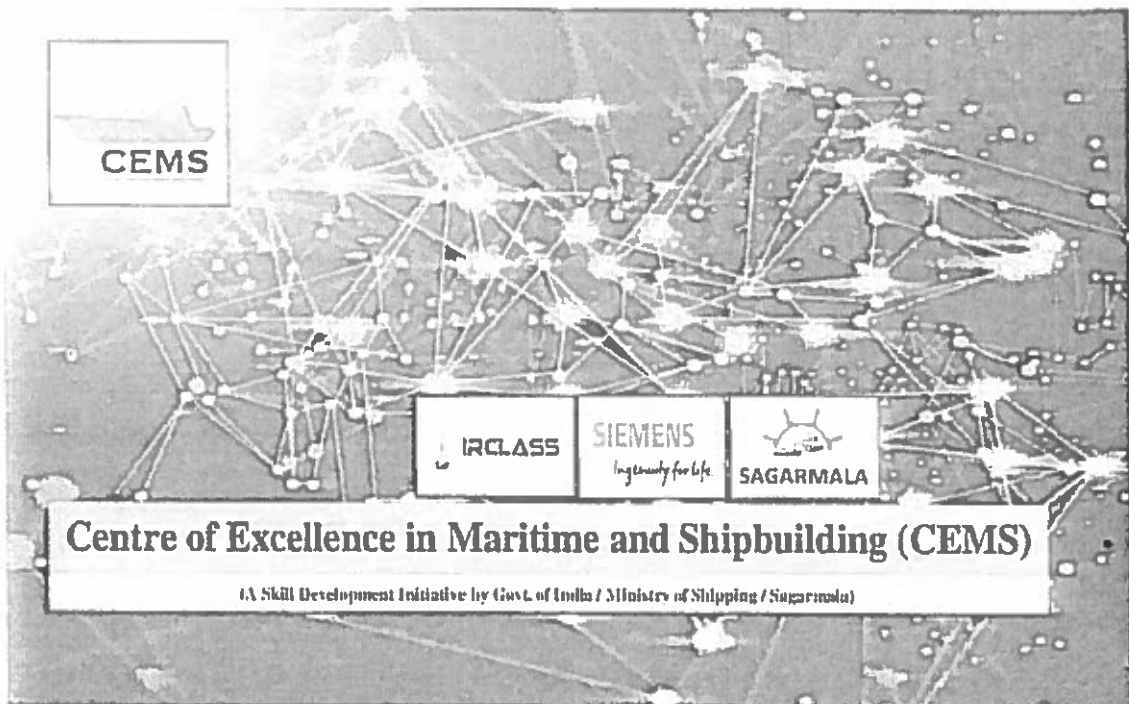 CEMS
IRCLASS
SIEMENS
Ingenuity for life
SAGARMALA
Centre of Excellence in Maritime and Shipbuilding (CEMS)
(A Skill Development Initiative by Govt. of India / Ministry of Shipping / Sagarmala)